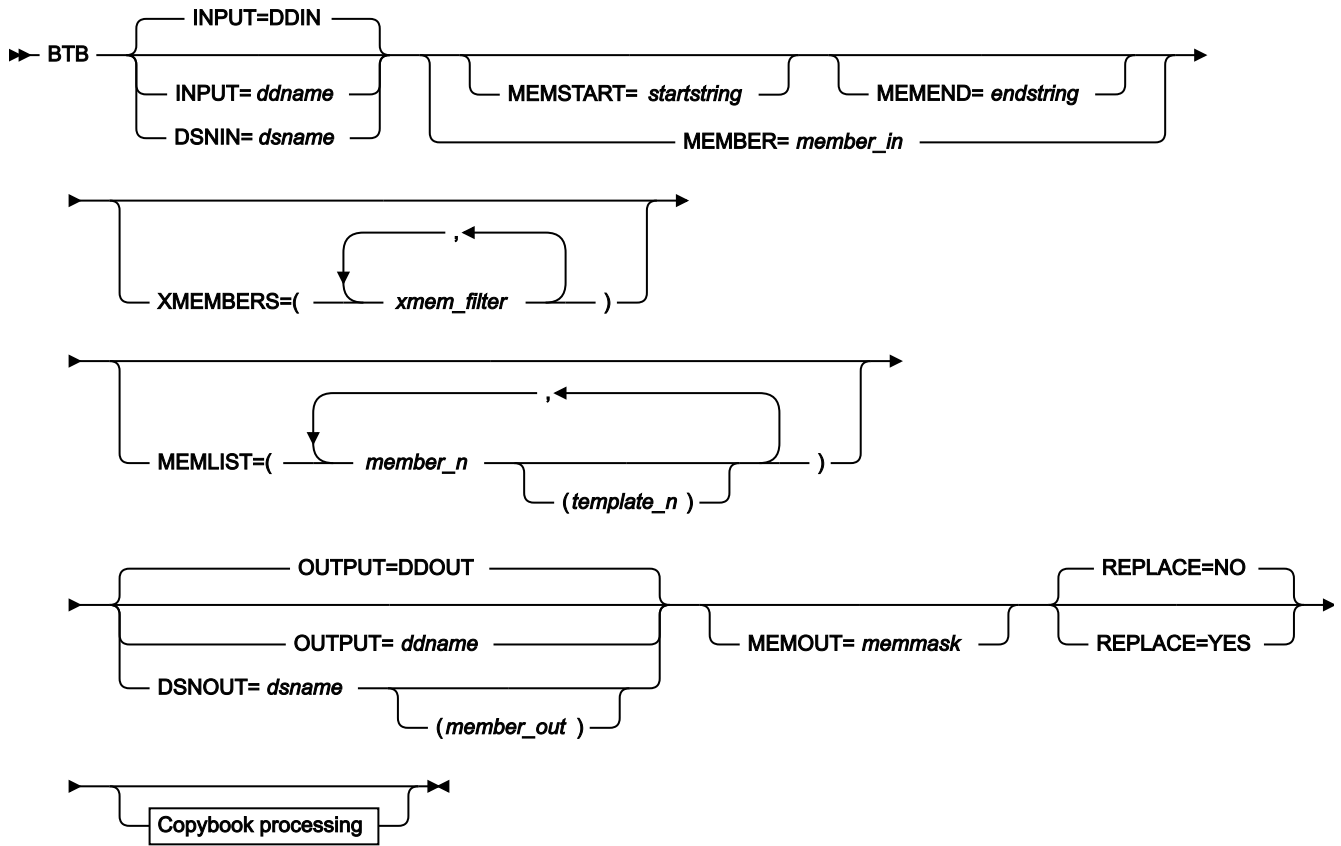 INPUT=DDIN
BTB
INPUT= ddname
DSNIN= dsname
MEMSTART= startstring
MEMEND= endstring
MEMBER= member_in
,
XMEMBERS=( xmem_filter )
,
MEMLIST=( member_n )
(template_n )
OUTPUT=DDOUT
OUTPUT= ddname
DSNOUT= dsname
(member_out )
MEMOUT= memmask
REPLACE=NO
REPLACE=YES
Copybook processing